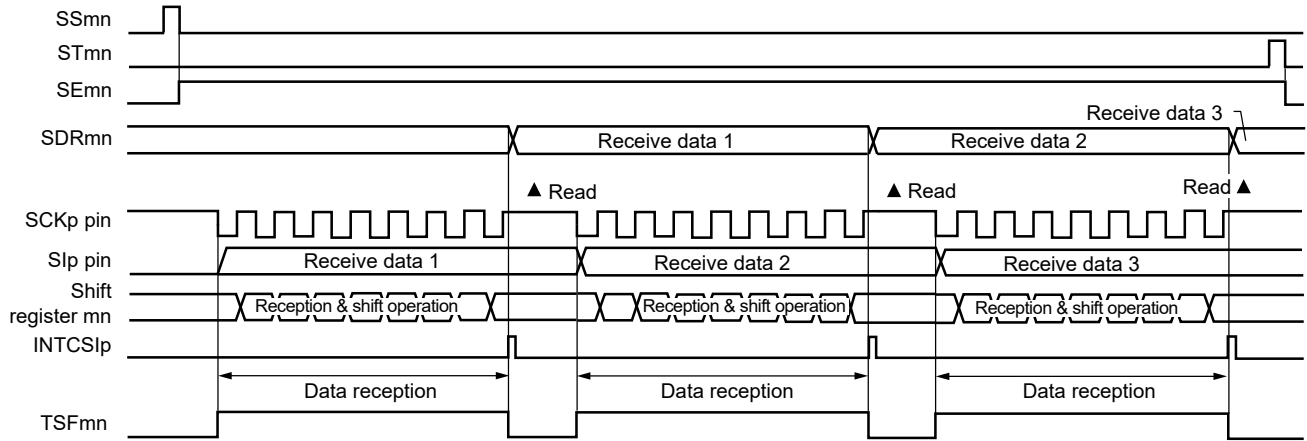 SSmn
STmn
SEmn
Receive data 3
SDRmn Receive data 1 Receive data 2
▲ Read ▲ Read Read ▲
SCKp pin
SIp pin Receive data 1 Receive data 2 Receive data 3
Shift
register mn Reception & shift operation Reception & shift operation Reception & shift operation
INTCSIp
Data reception Data reception Data reception
TSFmn